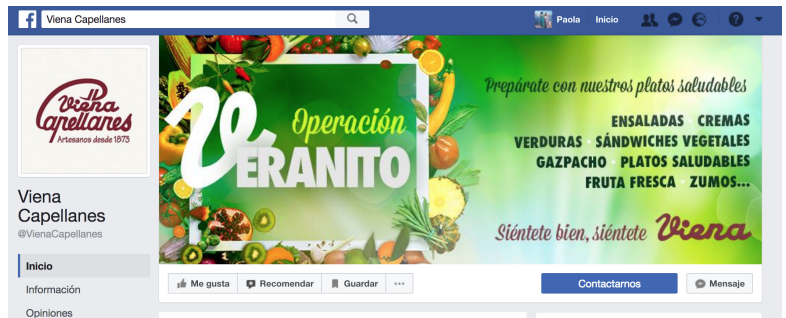 Viena Capellanes
Paola
Inicio
Viena
Capellanes
Artesanos desde 1873
Operación
VERANITO
Prepárate con nuestros platos saludables
ENSALADAS · CREMAS
VERDURAS · SÁNDWICHES VEGETALES
GAZPACHO · PLATOS SALUDABLES
FRUTA FRESCA · ZUMOS...
Siéntete bien, siéntete Viena
Viena
Capellanes
@VienaCapellanes
Inicio
Información
Opiniones
Me gusta
Recomendar
Guardar
Contactarnos
Mensaje